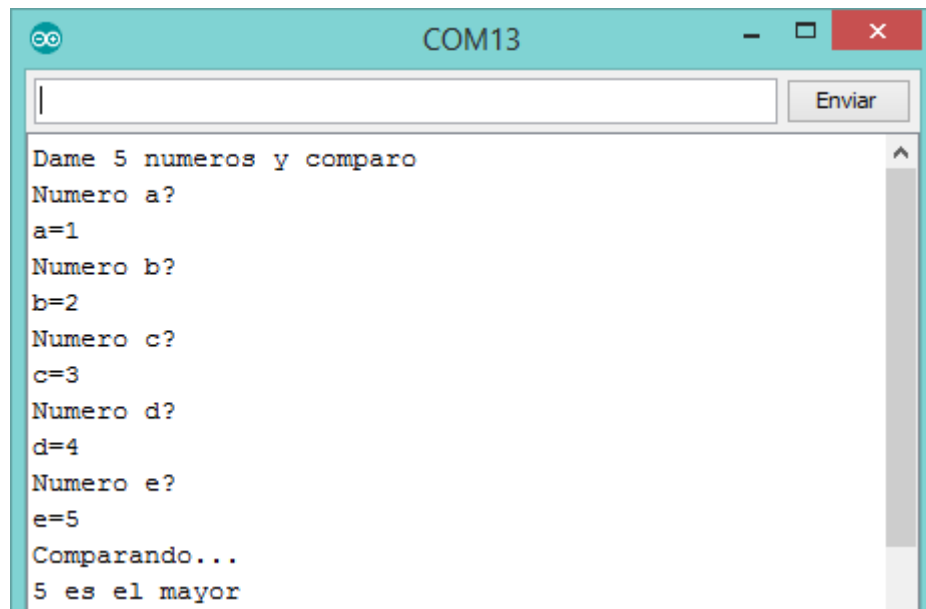 COM13
Enviar
Dame 5 numeros y comparo
Numero a?
a=1
Numero b?
b=2
Numero c?
c=3
Numero d?
d=4
Numero e?
e=5
Comparando...
5 es el mayor